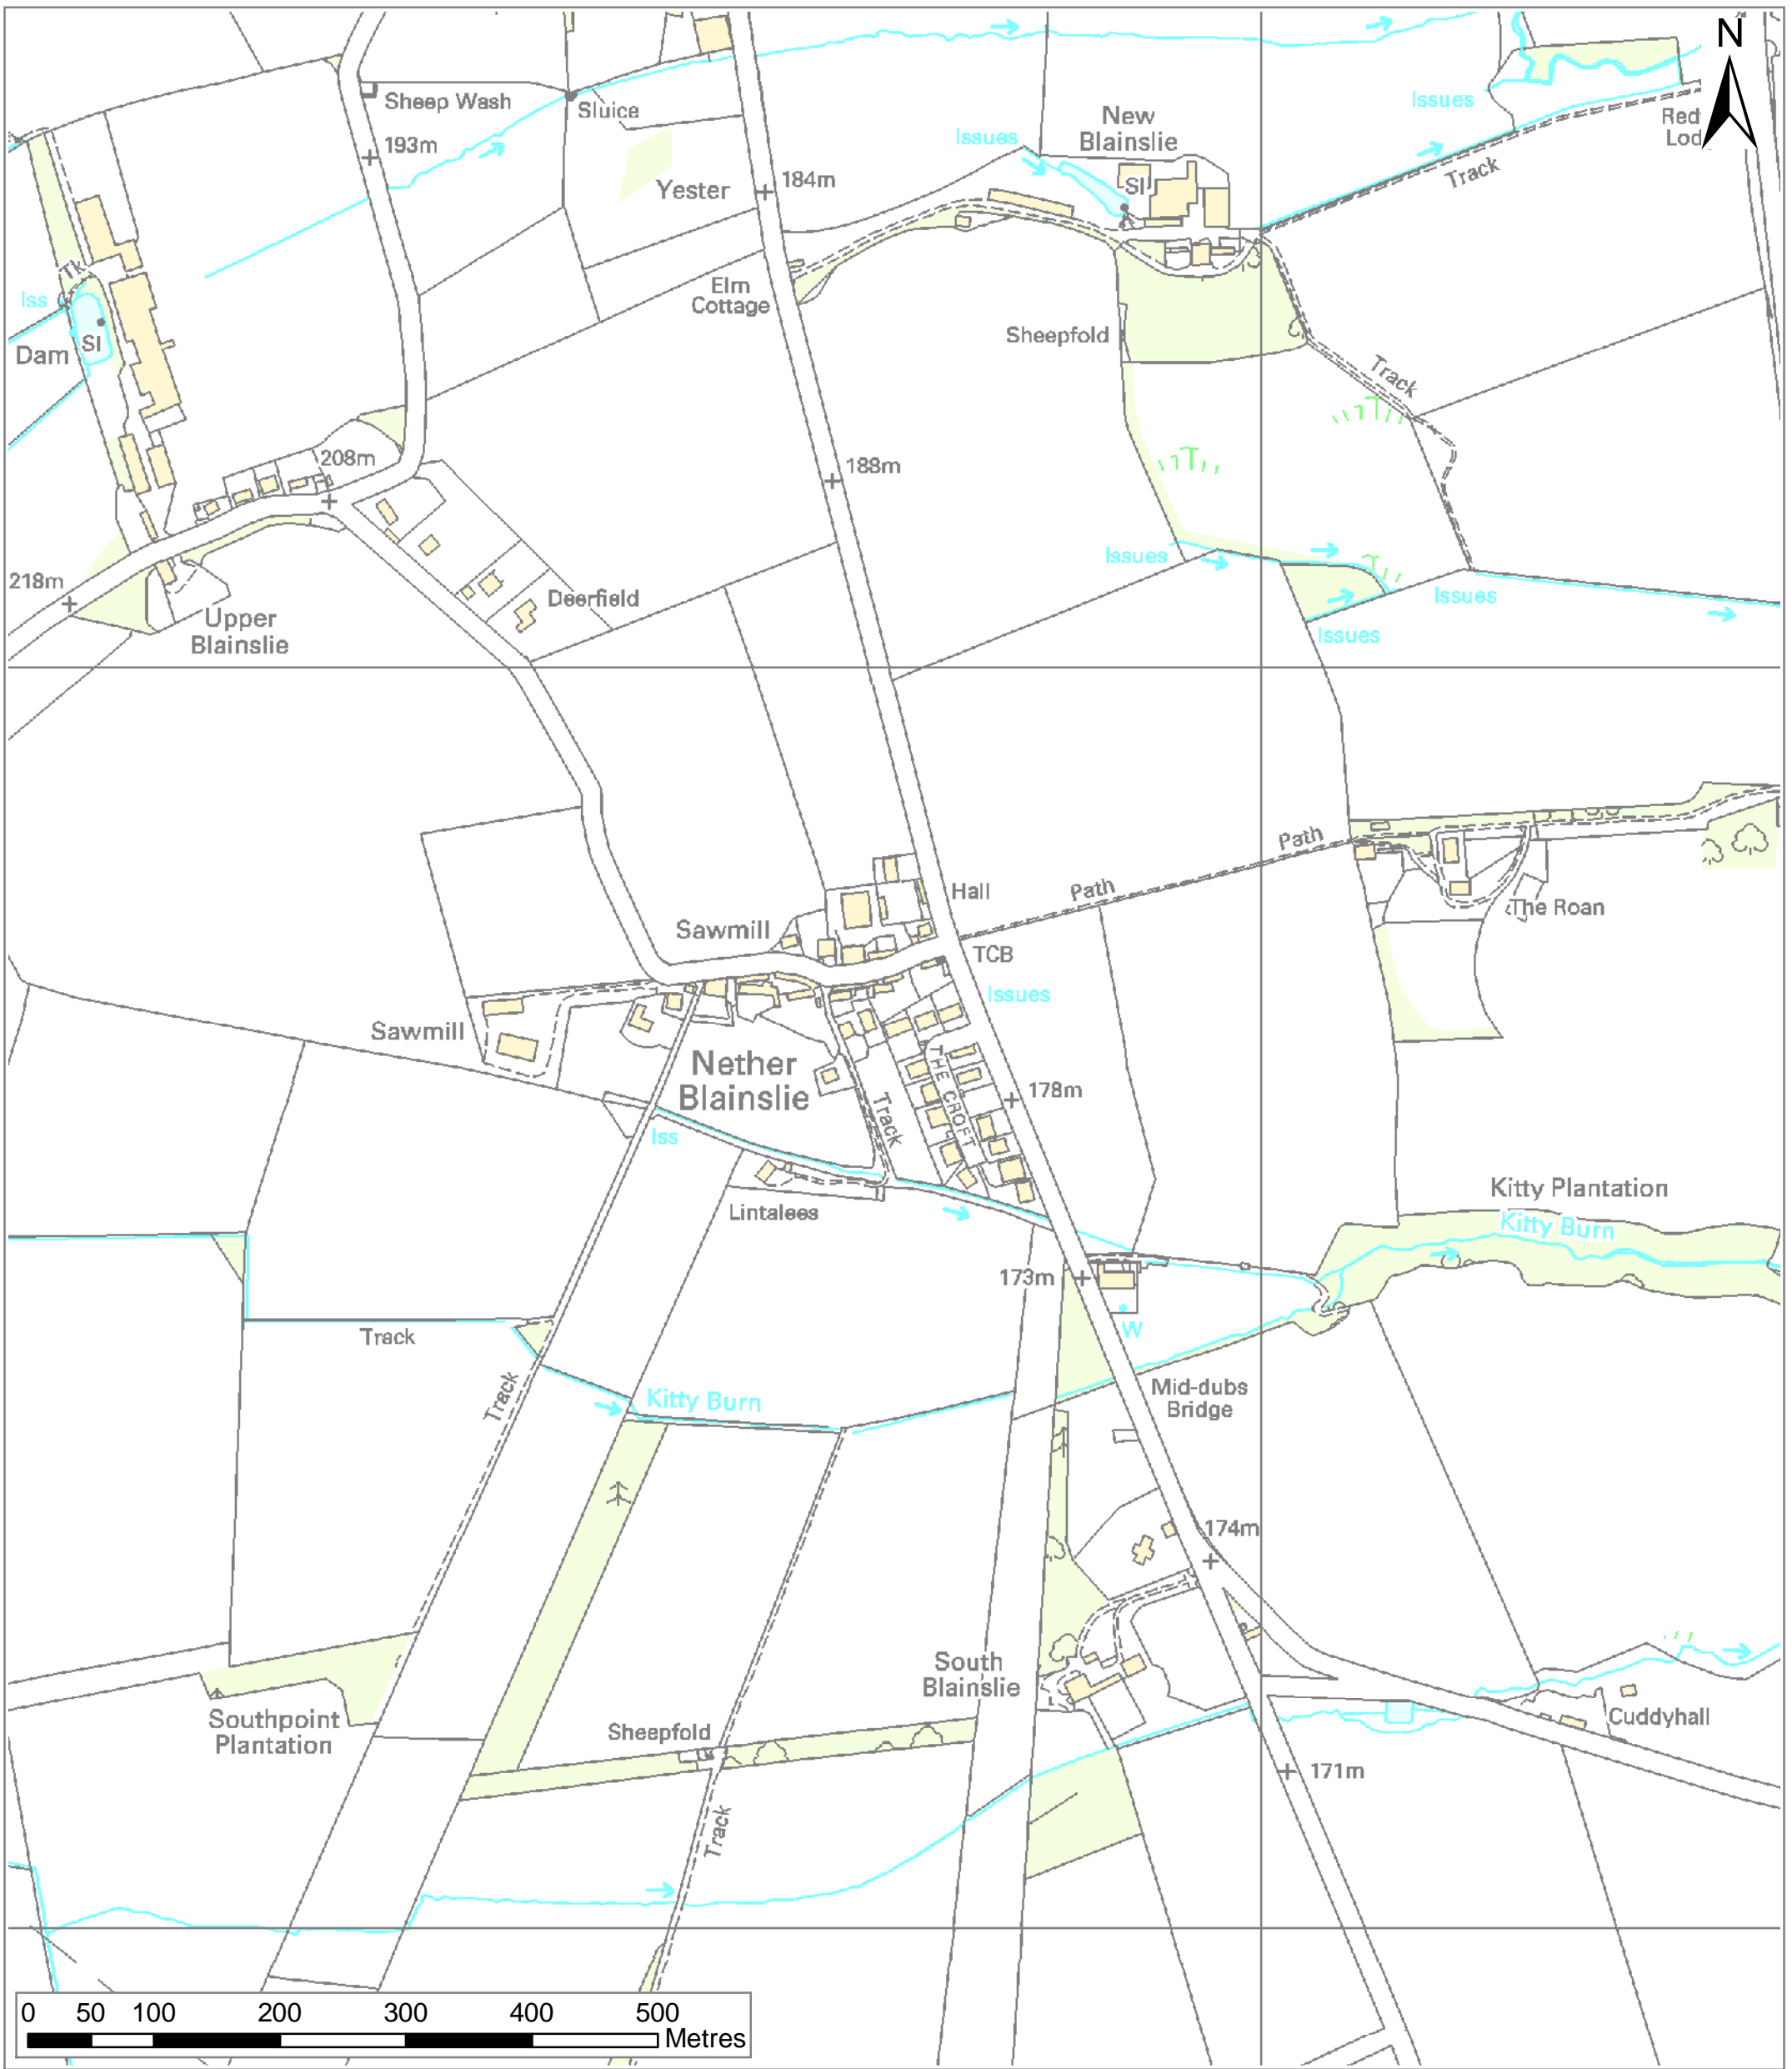 N
Sheep Wash
Sluice
193m
Yester
184m
Issues
New
Blainslie
SI
Issues
Red
Lod
Track
Tk
Iss
Dam
SI
Elm
Cottage
Sheepfold
Track
208m
188m
218m
Upper
Blainslie
Deerfield
Issues
Issues
Issues
Hall
Path
Path
Sawmill
The Roan
TCB
Issues
Sawmill
Nether
Blainslie
THE CROFT
178m
Track
Iss
Lintalees
Kitty Plantation
Kitty Burn
173m
W
Track
Track
Kitty Burn
Mid-dubs
Bridge
174m
South
Blainslie
Southpoint
Plantation
Sheepfold
Cuddyhall
171m
Track
0 50 100 200 300 400 500
Metres